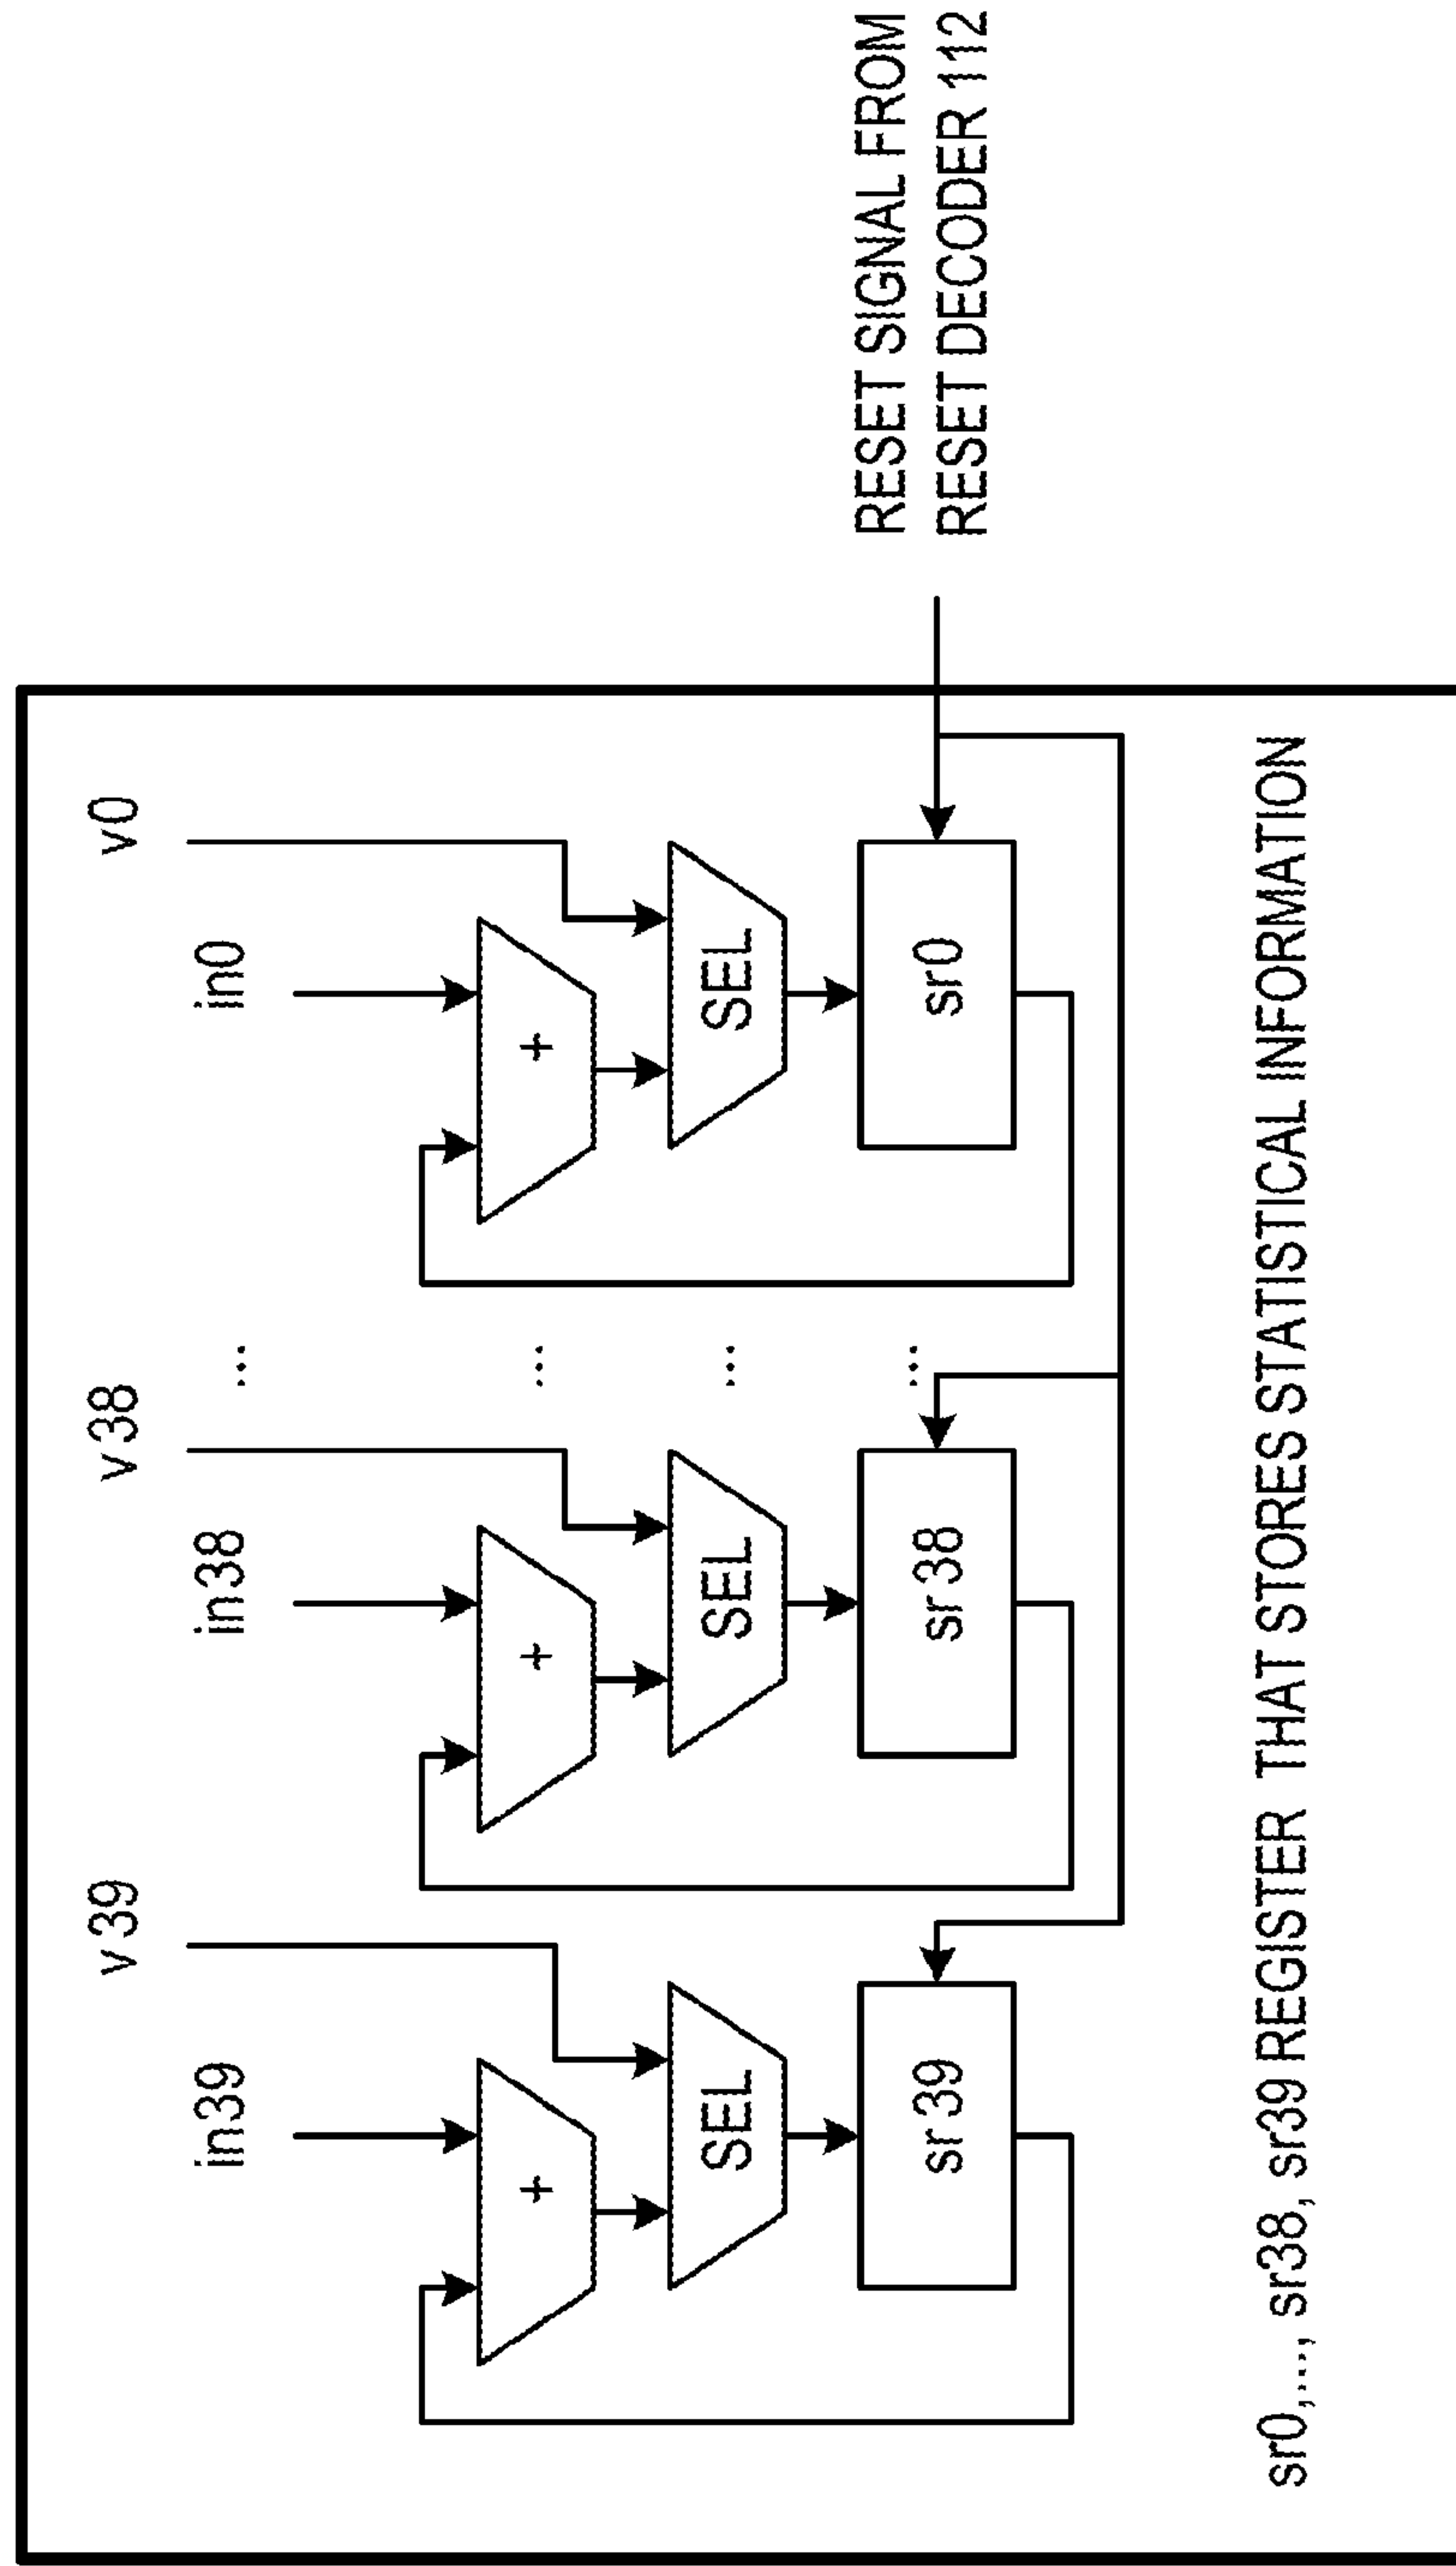 v39 v38 v0
in39 in38 ... in0
+ + ... +
SEL SEL ... SEL
sr39 sr38 ... sr0
RESET SIGNAL FROM
RESET DECODER 112
sr0,..., sr38, sr39 REGISTER THAT STORES STATISTICAL INFORMATION